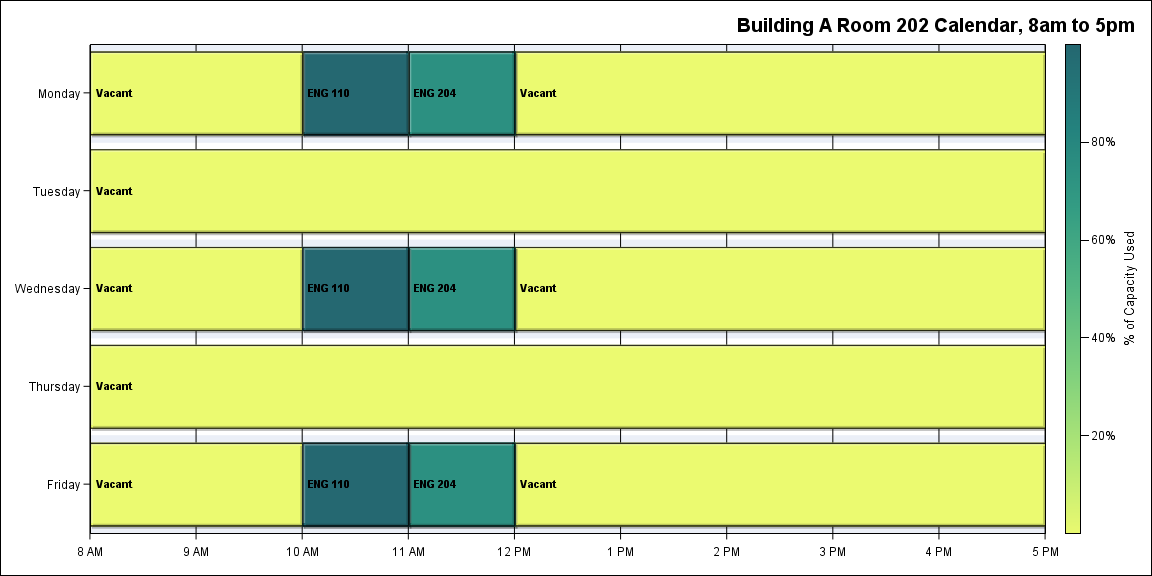 Building A Room 202 Calendar, 8am to 5pm
Monday
Vacant
ENG 110
ENG 204
Vacant
Tuesday
Vacant
Wednesday
Vacant
ENG 110
ENG 204
Vacant
Thursday
Vacant
Friday
Vacant
ENG 110
ENG 204
Vacant
8 AM
9 AM
10 AM
11 AM
12 PM
1 PM
2 PM
3 PM
4 PM
5 PM
80%
60%
40%
20%
% of Capacity Used